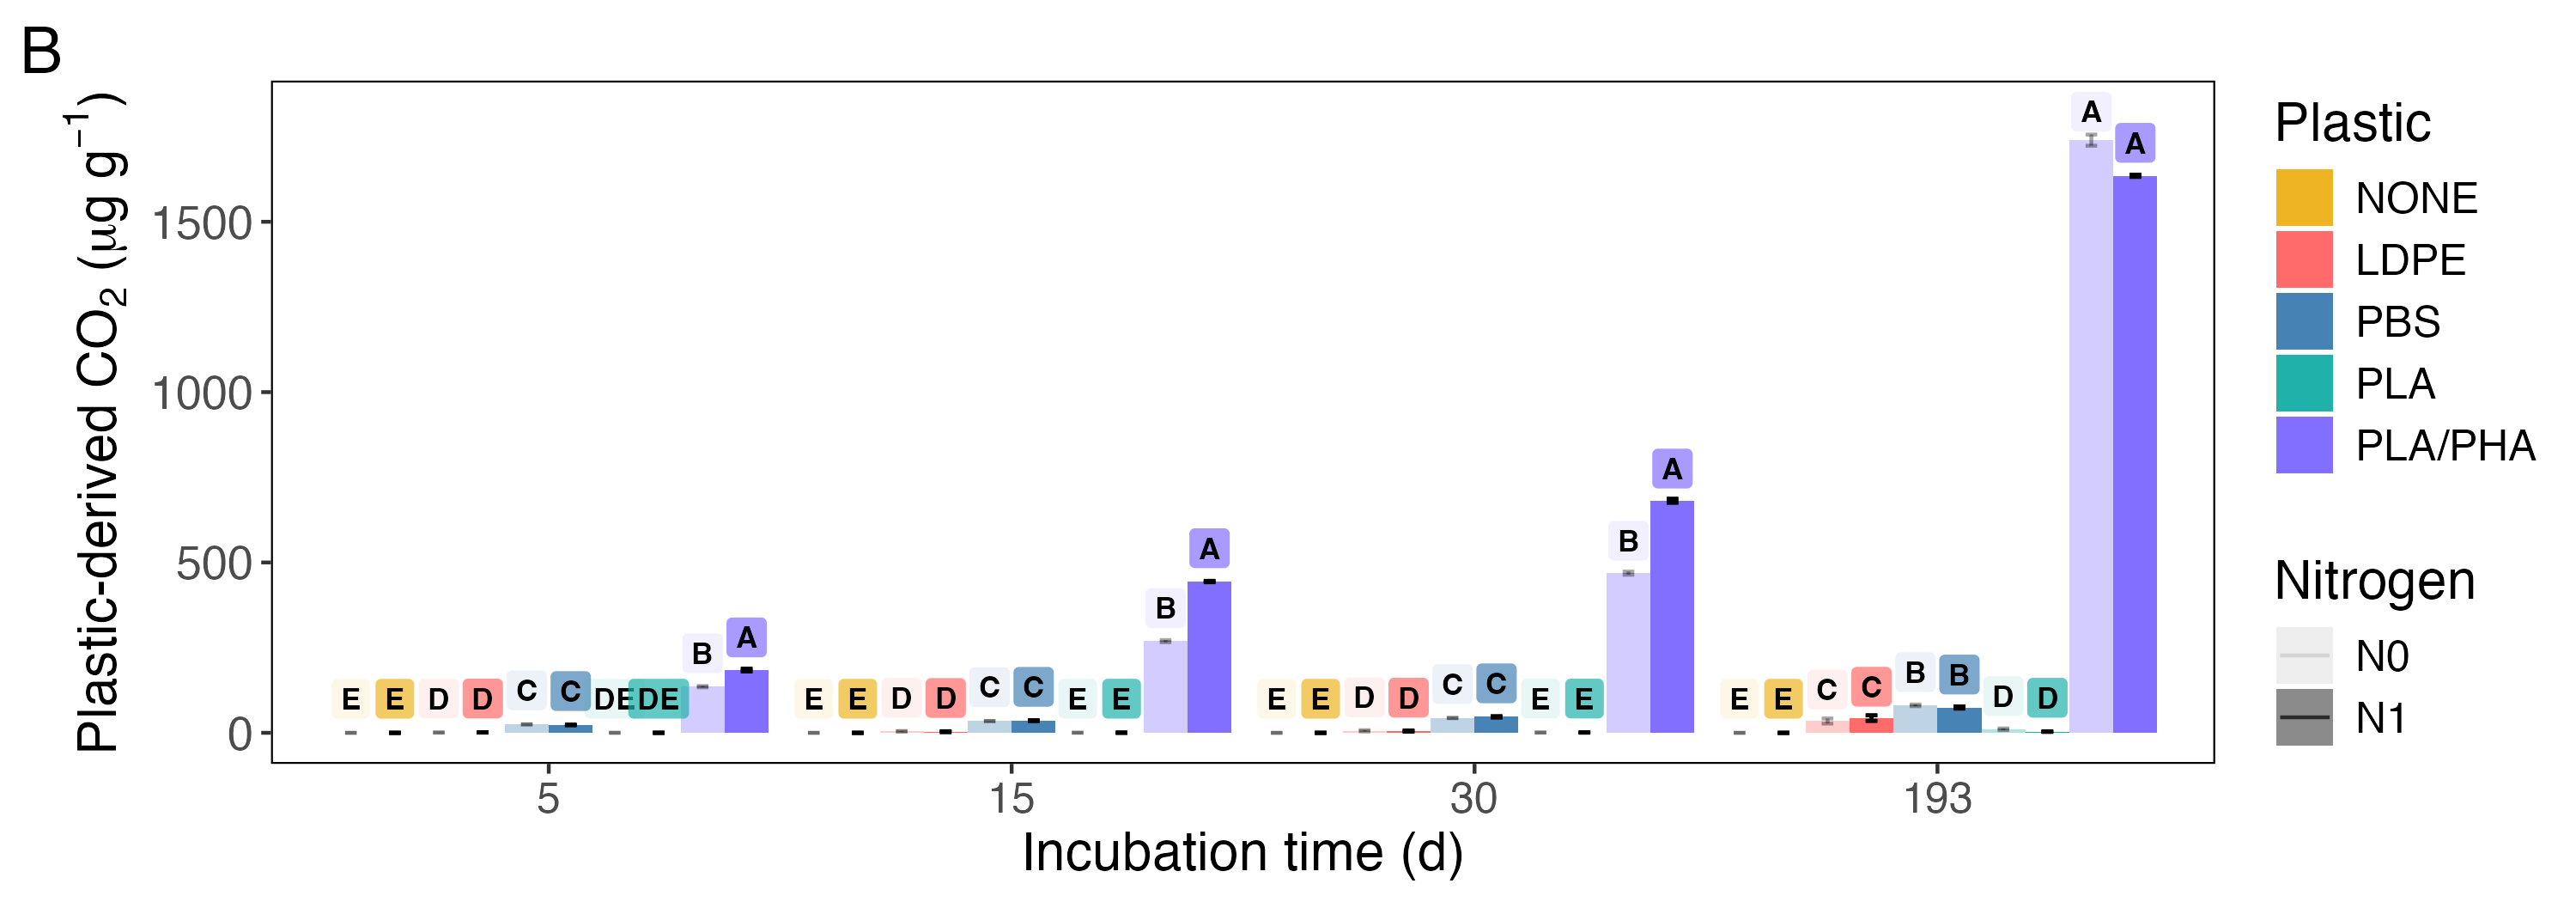 B
Plastic-derived CO₂ (µg g⁻¹)
1500
1000
500
0
E E D D C C DE DE B A
E E D D C C E E B A
E E D D C C E E B A
E E C C B B D D A A
5 15 30 193
Incubation time (d)
Plastic
NONE
LDPE
PBS
PLA
PLA/PHA
Nitrogen
N0
N1